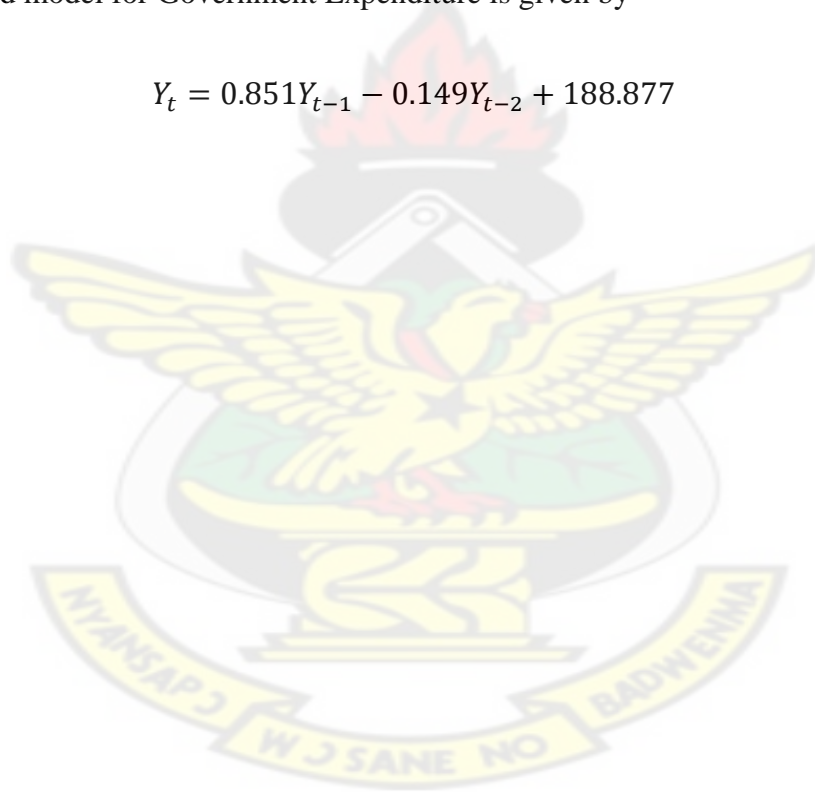 d model for Government Expenditure is given by
𝑌𝑡 = 0.851𝑌𝑡−1 − 0.149𝑌𝑡−2 + 188.877
NYANSAPƆ
WƆSANE NO
BADWENMA